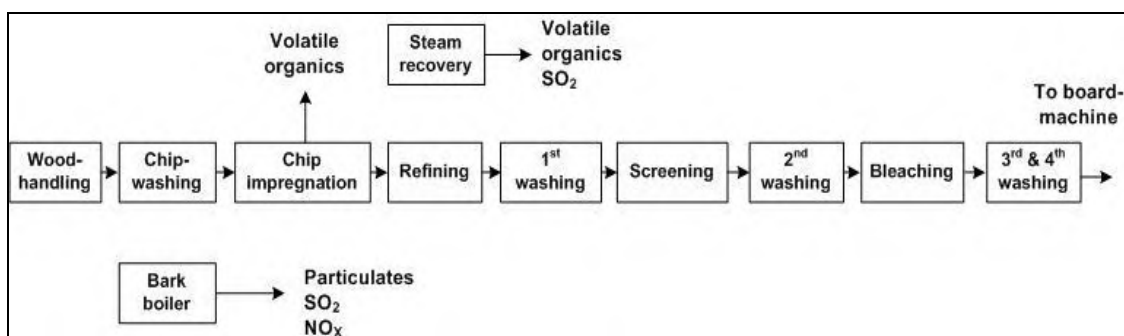 Volatile
organics
Steam
recovery
Volatile
organics
SO₂
To board-
machine
Wood-
handling
Chip-
washing
Chip
impregnation
Refining
1st
washing
Screening
2nd
washing
Bleaching
3rd & 4th
washing
Bark
boiler
Particulates
SO₂
NOX